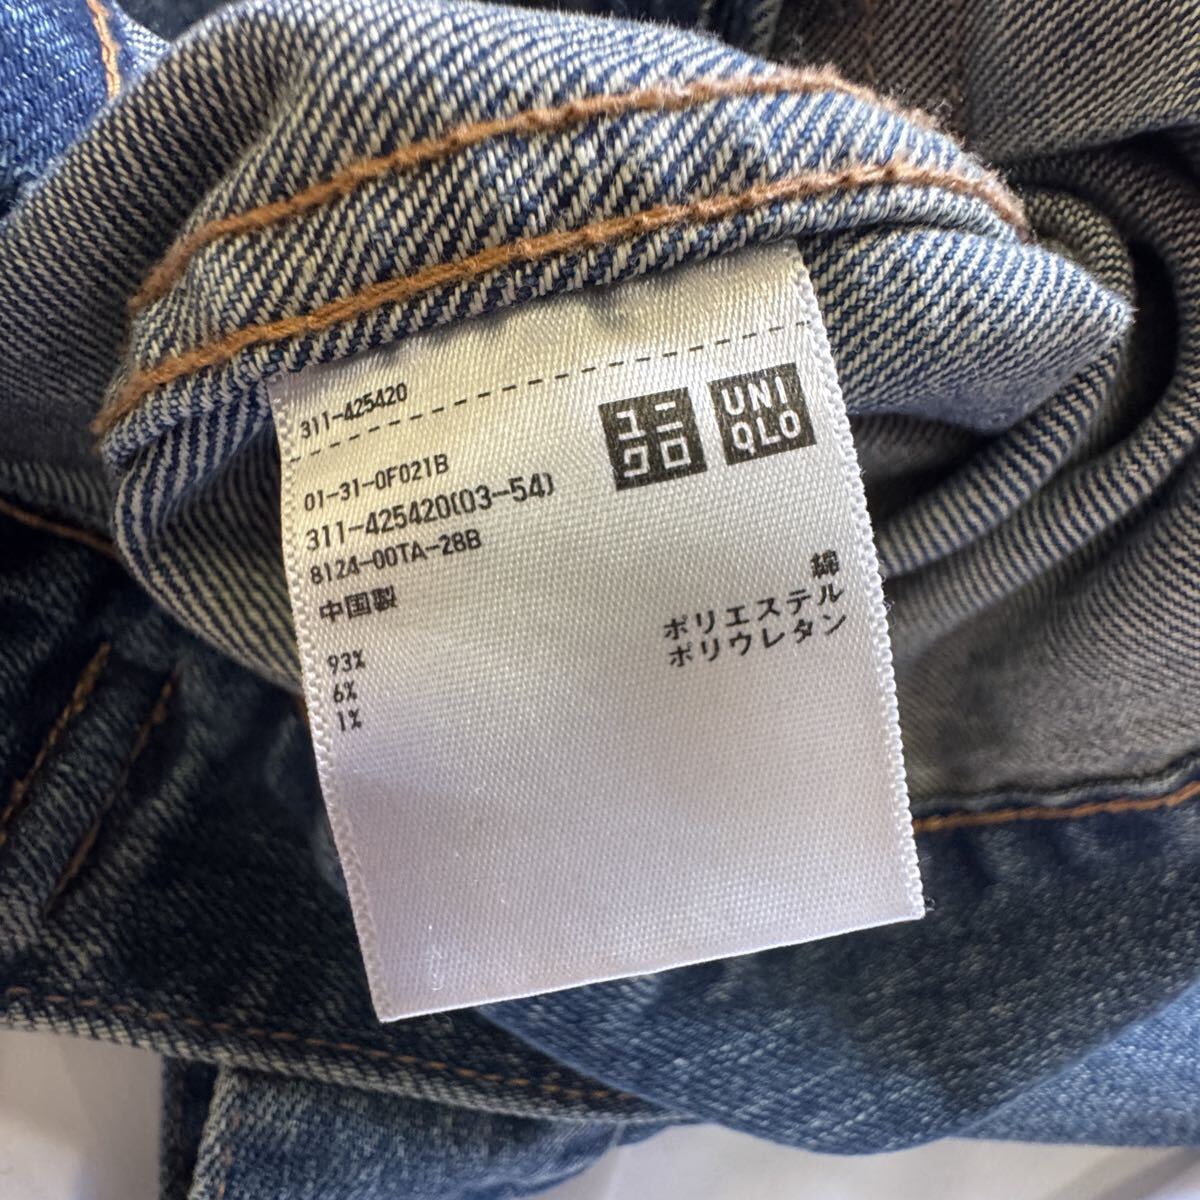 311-425420
ユニ
クロ
UNI
QLO
01-31-0F021B
311-425420(03-54)
8124-00TA-28B
中国製
93% 綿
6% ポリエステル
1% ポリウレタン